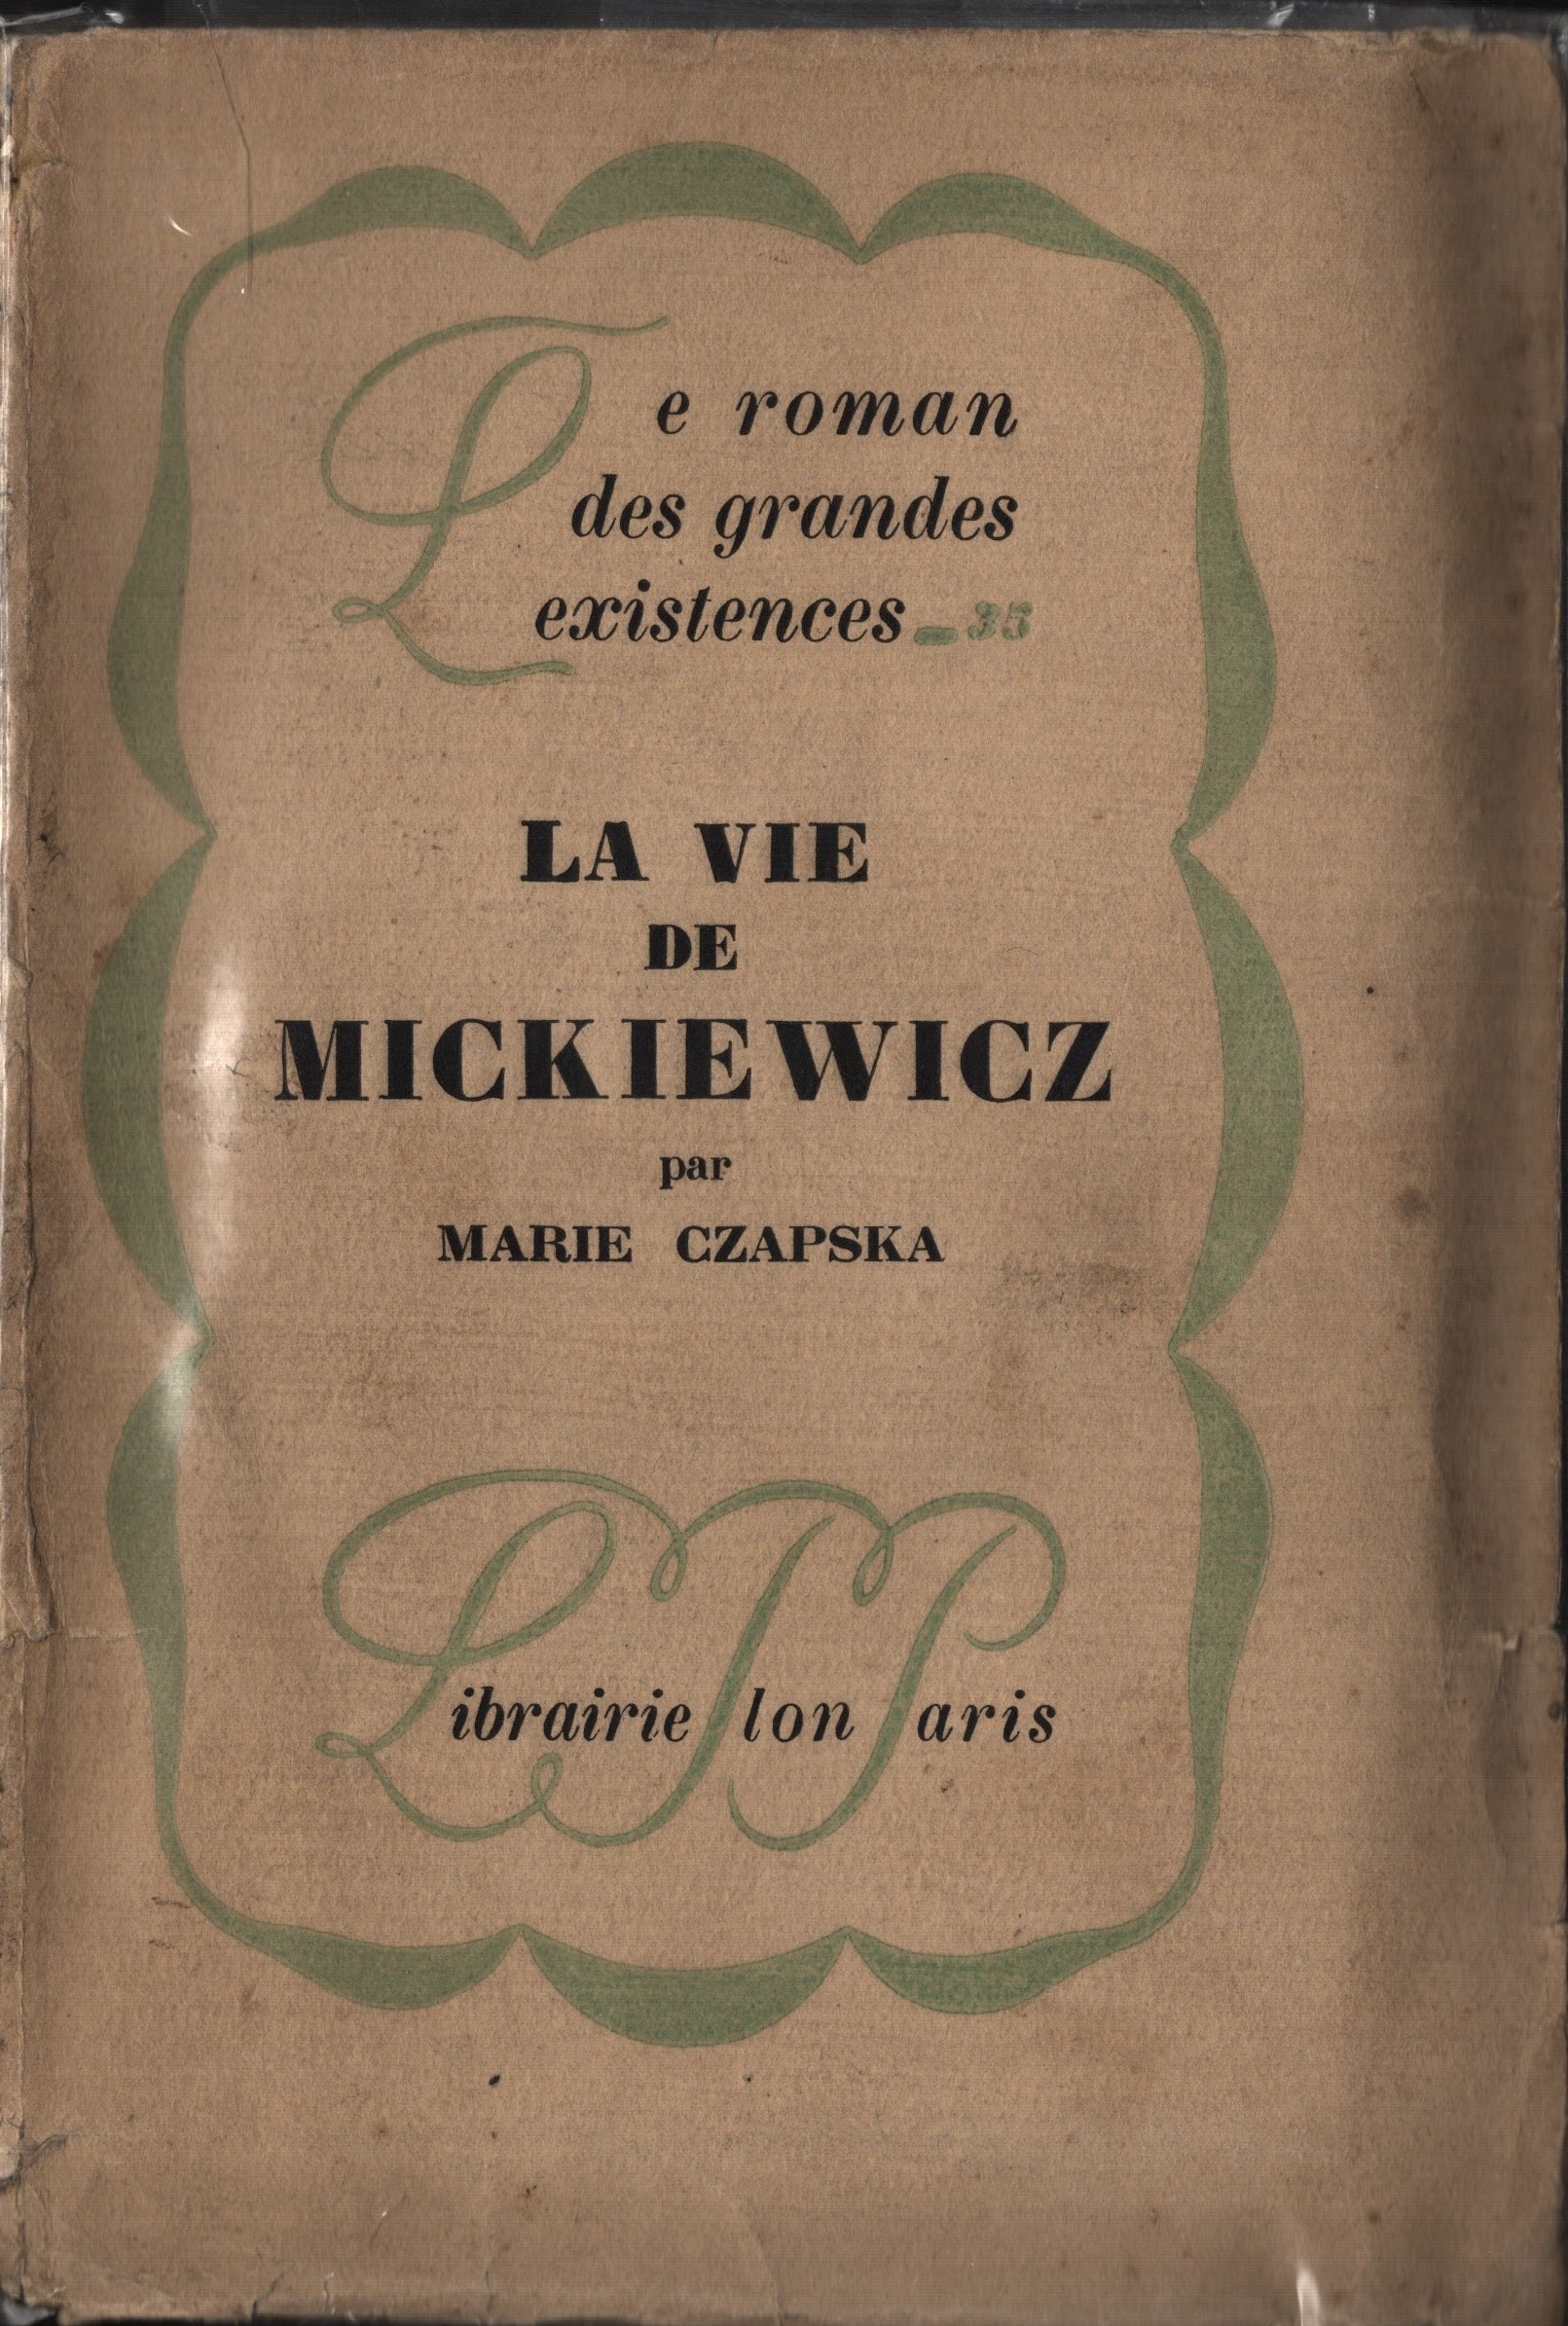 Le roman
des grandes
existences - 35
LA VIE
DE
MICKIEWICZ
par
MARIE CZAPSKA
Librairie Plon Paris